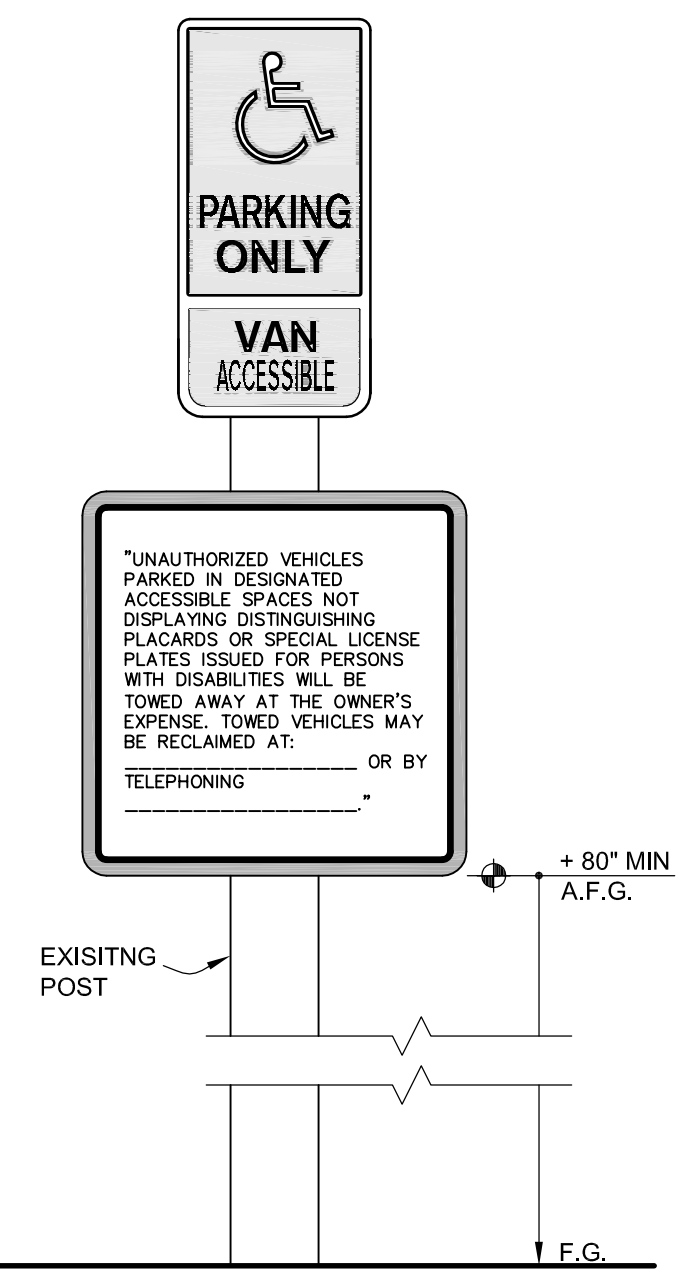 PARKING
ONLY
VAN
ACCESSIBLE
"UNAUTHORIZED VEHICLES
PARKED IN DESIGNATED
ACCESSIBLE SPACES NOT
DISPLAYING DISTINGUISHING
PLACARDS OR SPECIAL LICENSE
PLATES ISSUED FOR PERSONS
WITH DISABILITIES WILL BE
TOWED AWAY AT THE OWNER'S
EXPENSE. TOWED VEHICLES MAY
BE RECLAIMED AT:
_________________ OR BY
TELEPHONING
_________________."
+ 80" MIN
A.F.G.
EXISITNG
POST
F.G.